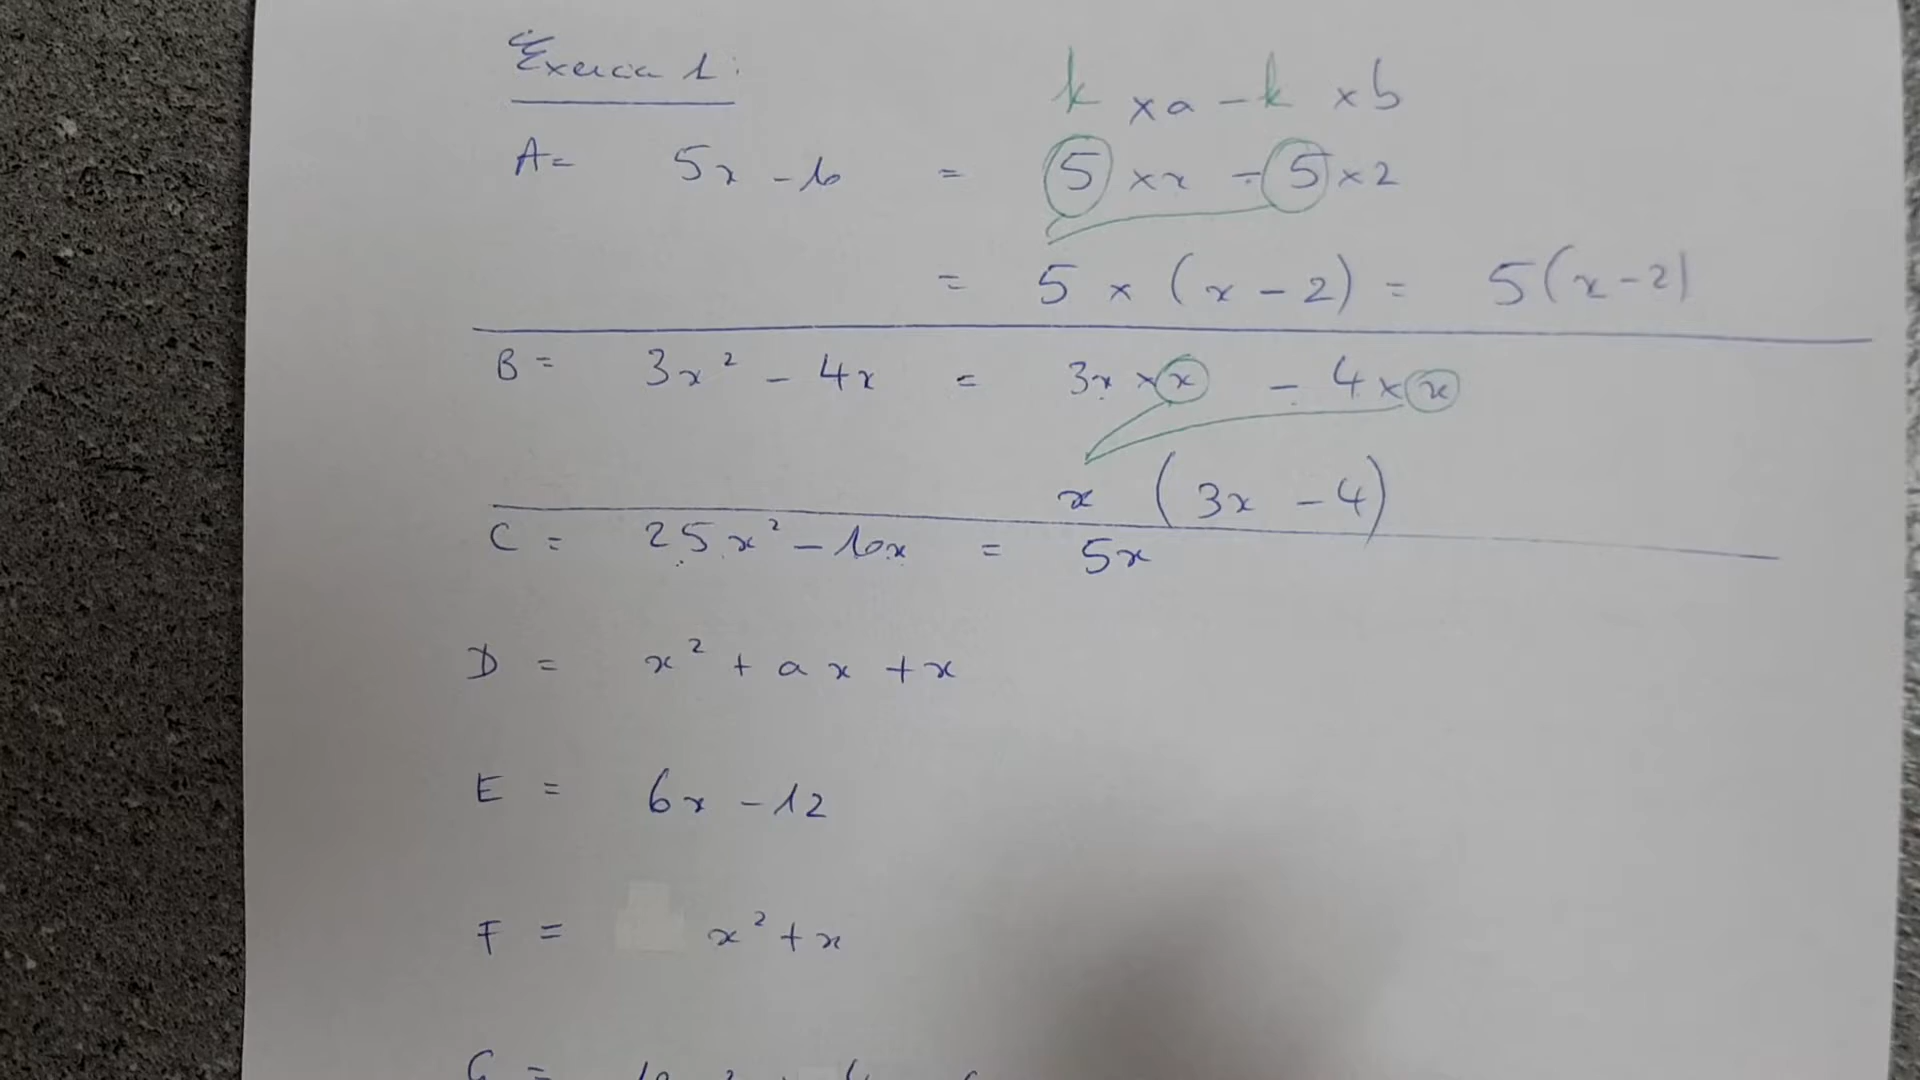 Exercice 1:
k × a - k × b
A = 5x - 10 = 5 × x - 5 × 2
= 5 × (x - 2) = 5(x - 2)
B = 3x² - 4x = 3x × x - 4 × x
x (3x - 4)
C = 25x² - 10x = 5x
D = x² + ax + x
E = 6x - 12
F = x² + x
G =